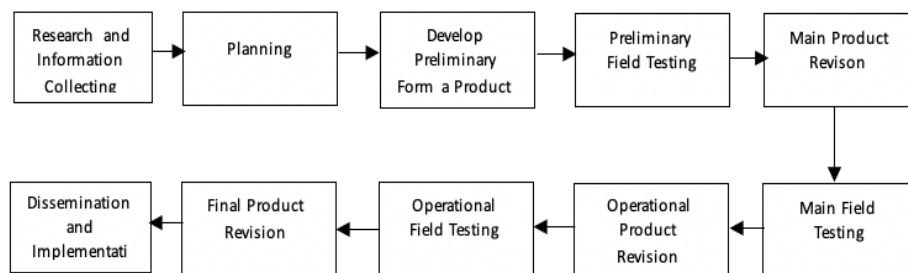 Research and
Information
Collecting
Planning
Develop
Preliminary
Form a Product
Preliminary
Field Testing
Main Product
Revison
Main Field
Testing
Operational
Product
Revision
Operational
Field Testing
Final Product
Revision
Dissemination
and
Implementati